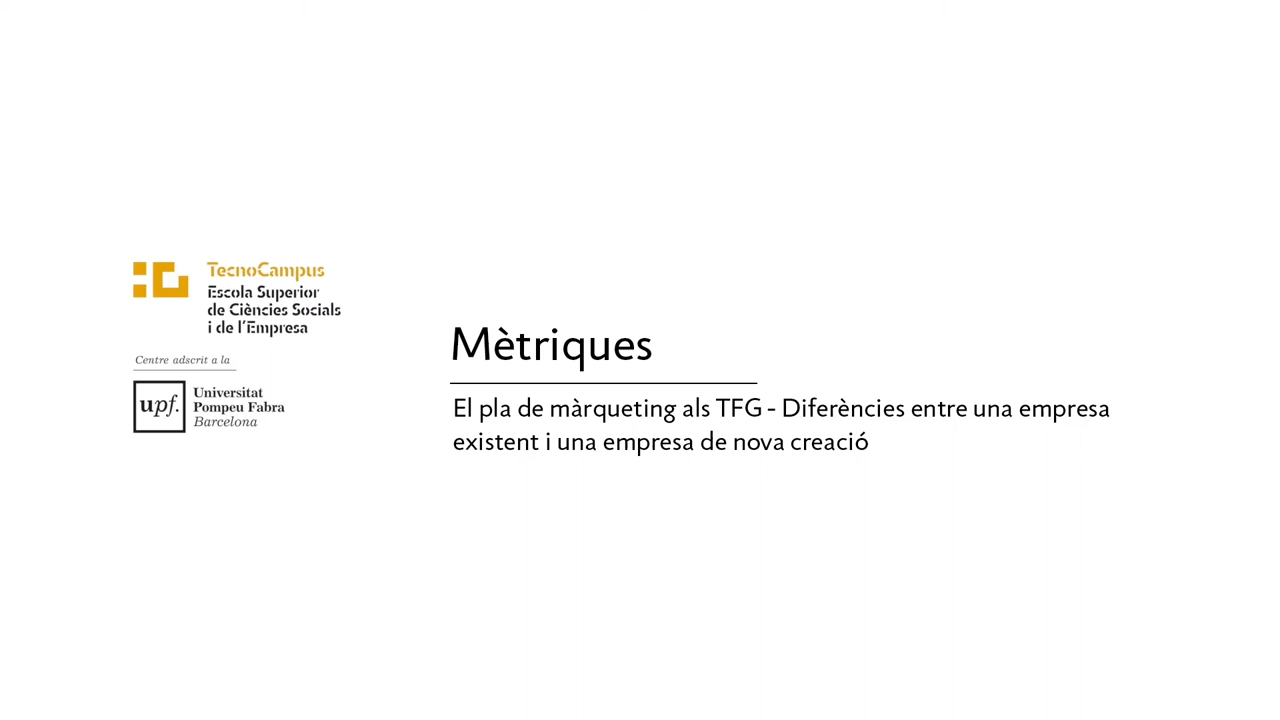 TecnoCampus
Escola Superior
de Ciències Socials
i de l'Empresa
Centre adscrit a la
upf.
Universitat
Pompeu Fabra
Barcelona
Mètriques
El pla de màrqueting als TFG - Diferències entre una empresa
existent i una empresa de nova creació